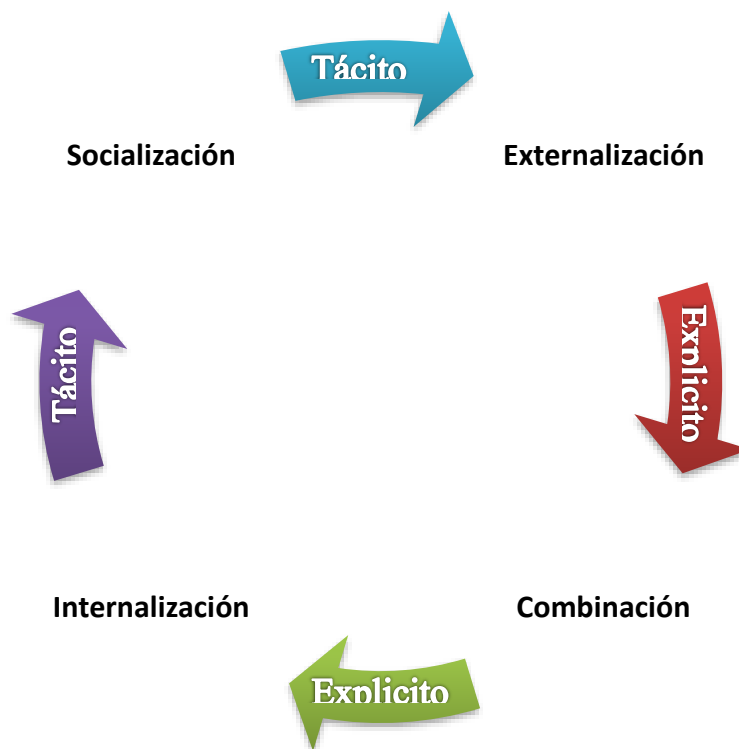 Tácito
Socialización
Externalización
Tácito
Explicito
Internalización
Combinación
Explicito